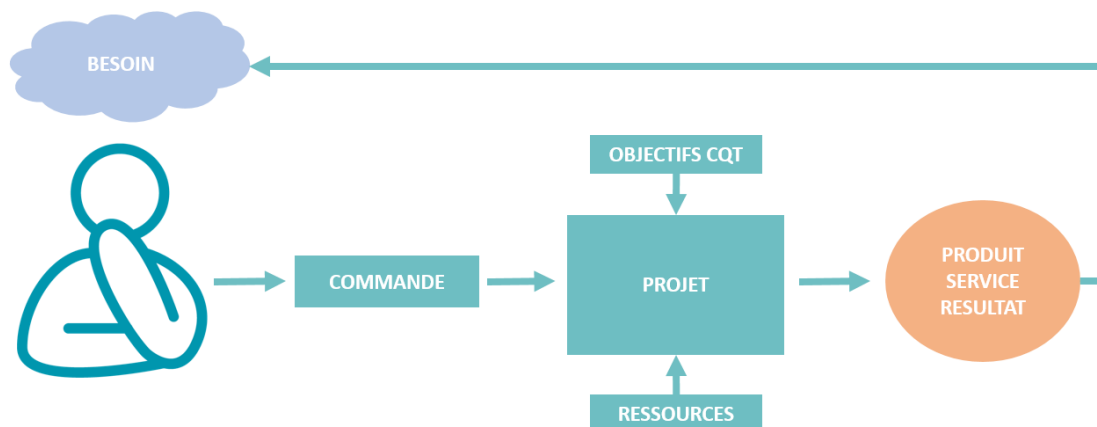 BESOIN
OBJECTIFS CQT
COMMANDE
PROJET
PRODUIT
SERVICE
RESULTAT
RESSOURCES